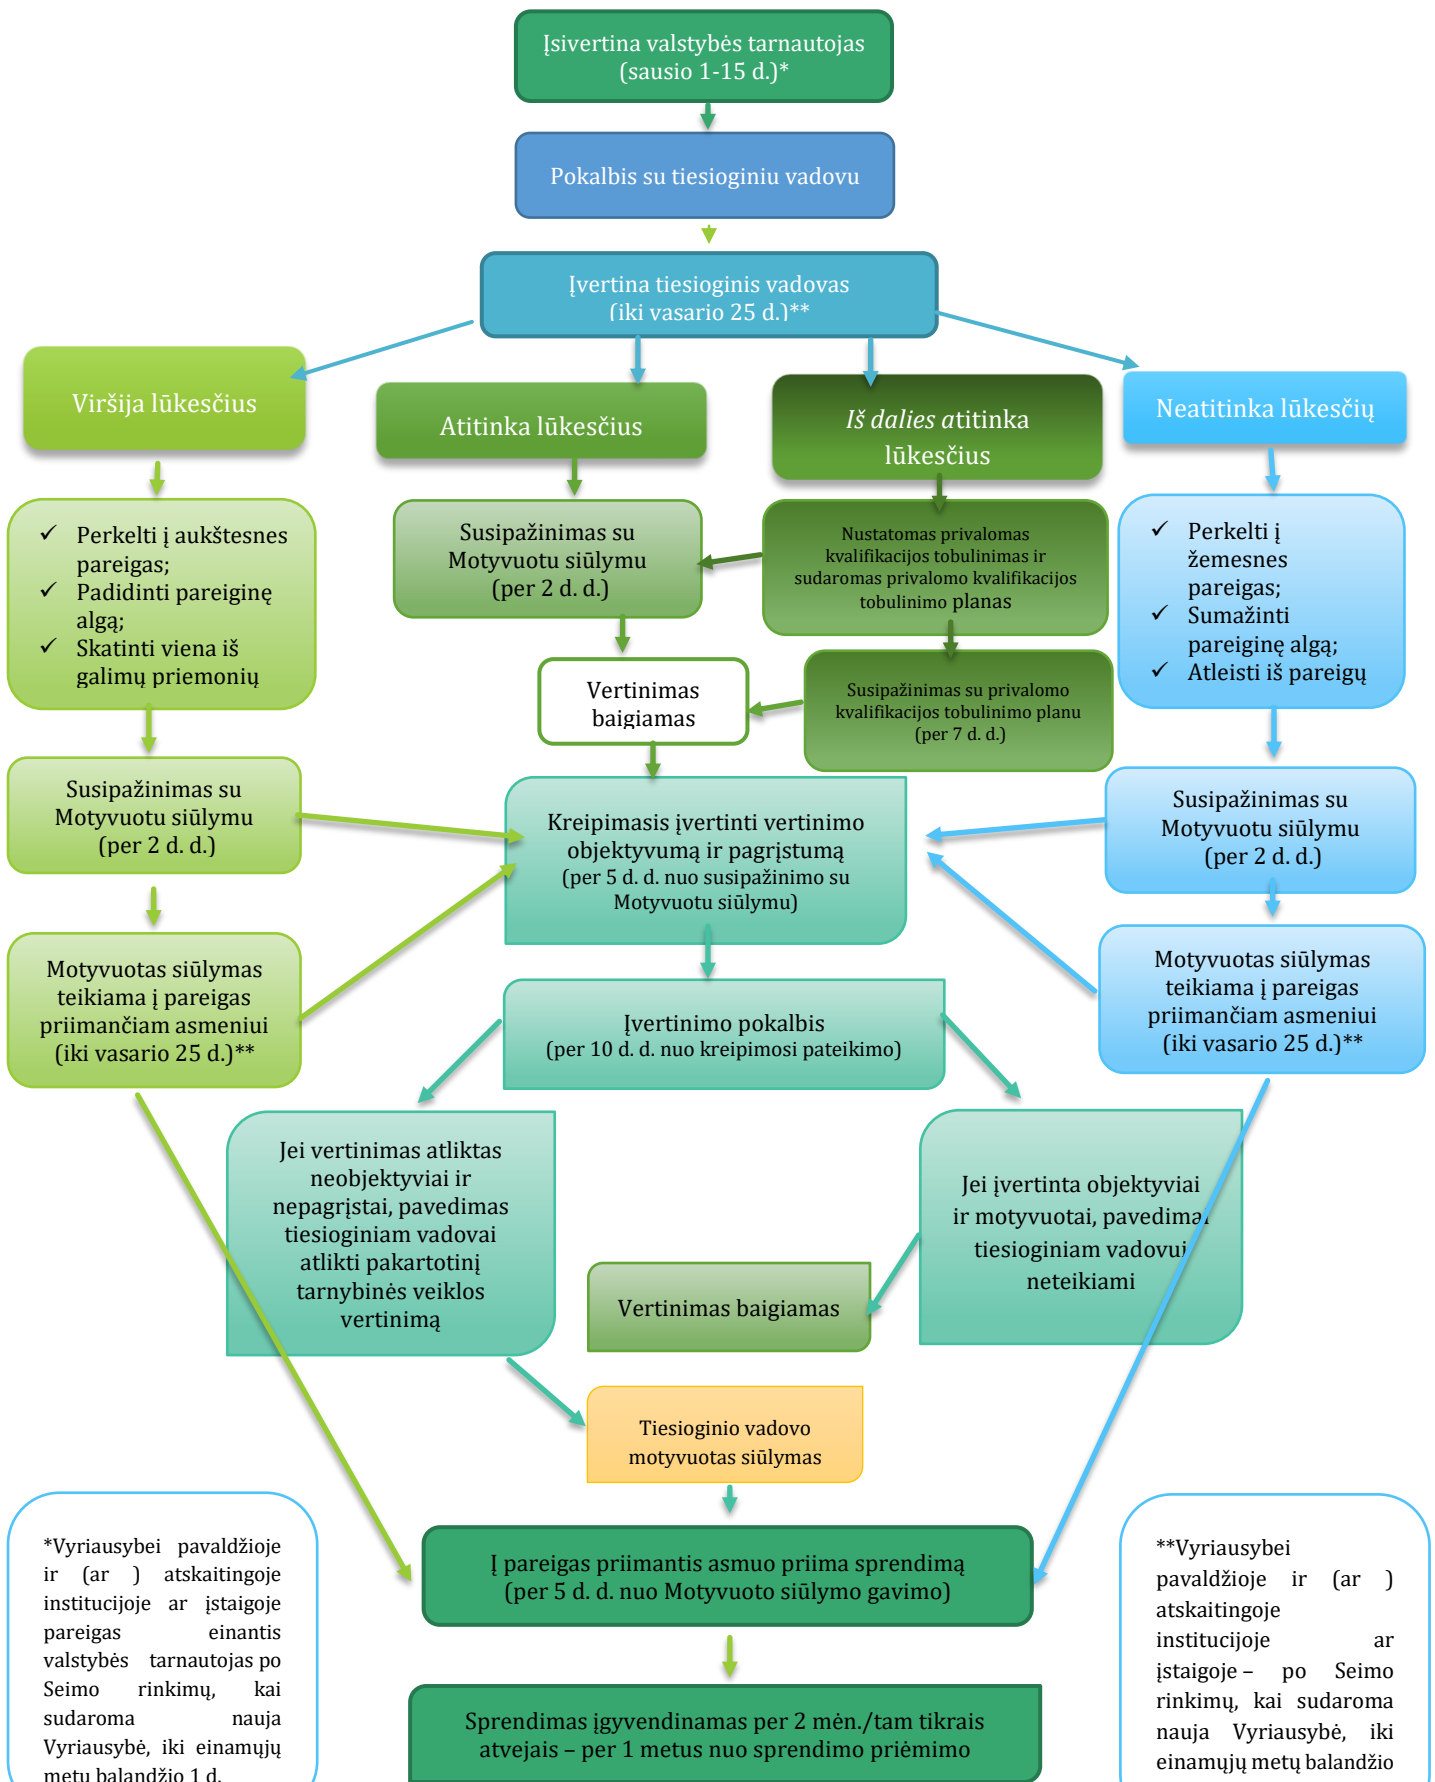 Įsivertina valstybės tarnautojas
(sausio 1-15 d.)*
Pokalbis su tiesioginiu vadovu
Įvertina tiesioginis vadovas
(iki vasario 25 d.)**
Viršija lūkesčius
Atitinka lūkesčius
Iš dalies atitinka
lūkesčius
Neatitinka lūkesčių
✓ Perkelti į aukštesnes
pareigas;
✓ Padidinti pareiginę
algą;
✓ Skatinti viena iš
galimų priemonių
Susipažinimas su
Motyvuotu siūlymu
(per 2 d. d.)
Nustatomas privalomas
kvalifikacijos tobulinimas ir
sudaromas privalomo kvalifikacijos
tobulinimo planas
✓ Perkelti į
žemesnes
pareigas;
✓ Sumažinti
pareiginę algą;
✓ Atleisti iš pareigų
Vertinimas
baigiamas
Susipažinimas su privalomo
kvalifikacijos tobulinimo planu
(per 7 d. d.)
Susipažinimas su
Motyvuotu siūlymu
(per 2 d. d.)
Kreipimasis įvertinti vertinimo
objektyvumą ir pagrįstumą
(per 5 d. d. nuo susipažinimo su
Motyvuotu siūlymu)
Susipažinimas su
Motyvuotu siūlymu
(per 2 d. d.)
Motyvuotas siūlymas
teikiama į pareigas
priimančiam asmeniui
(iki vasario 25 d.)**
Įvertinimo pokalbis
(per 10 d. d. nuo kreipimosi pateikimo)
Motyvuotas siūlymas
teikiama į pareigas
priimančiam asmeniui
(iki vasario 25 d.)**
Jei vertinimas atliktas
neobjektyviai ir
nepagrįstai, pavedimas
tiesioginiam vadovai
atlikti pakartotinį
tarnybinės veiklos
vertinimą
Jei įvertinta objektyviai
ir motyvuotai, pavedimai
tiesioginiam vadovui
neteikiami
Vertinimas baigiamas
Tiesioginio vadovo
motyvuotas siūlymas
Į pareigas priimantis asmuo priima sprendimą
(per 5 d. d. nuo Motyvuoto siūlymo gavimo)
Sprendimas įgyvendinamas per 2 mėn./tam tikrais
atvejais – per 1 metus nuo sprendimo priėmimo
*Vyriausybei pavaldžioje
ir (ar ) atskaitingoje
institucijoje ar įstaigoje
pareigas einantis
valstybės tarnautojas po
Seimo rinkimų, kai
sudaroma nauja
Vyriausybė, iki einamųjų
metų balandžio 1 d.
**Vyriausybei
pavaldžioje ir (ar )
atskaitingoje
institucijoje ar
įstaigoje – po Seimo
rinkimų, kai sudaroma
nauja Vyriausybė, iki
einamųjų metų balandžio